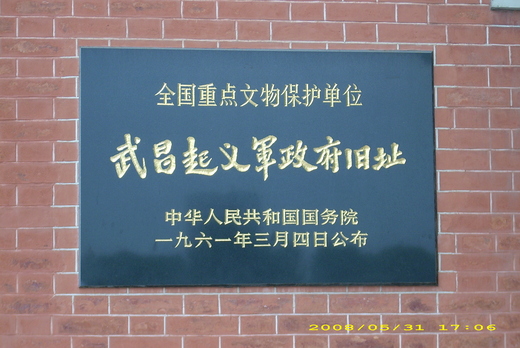 全国重点文物保护单位
武昌起义軍政府旧址
中华人民共和国国务院
一九六一年三月四日公布
2008/05/31 17:06